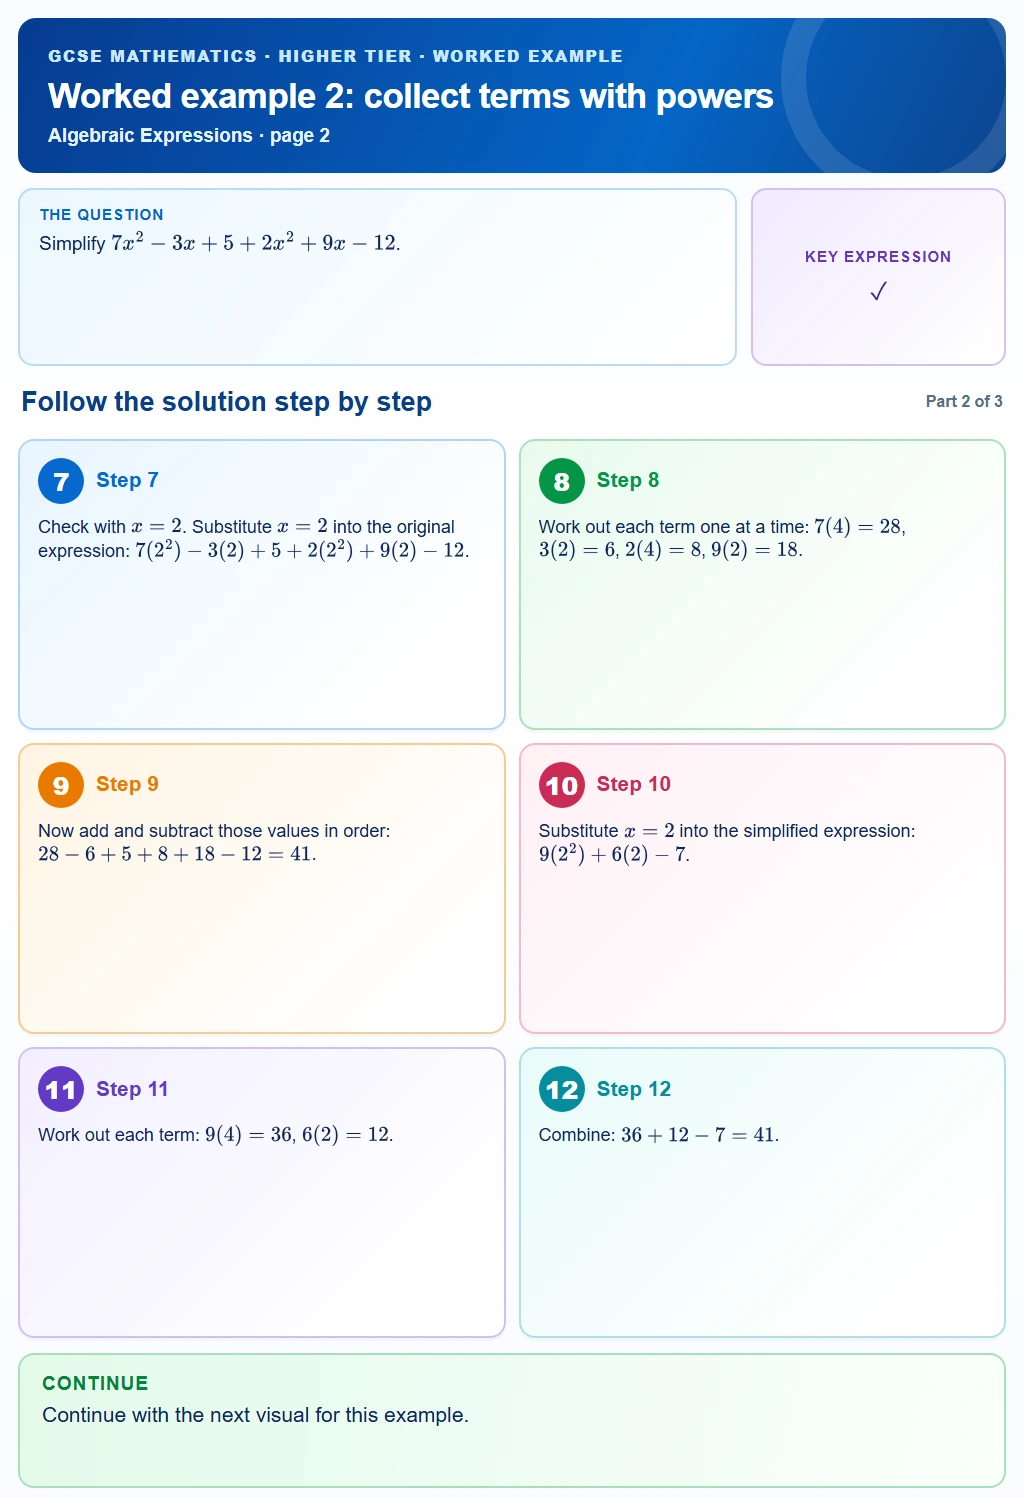 GCSE MATHEMATICS · HIGHER TIER · WORKED EXAMPLE
Worked example 2: collect terms with powers
Algebraic Expressions · page 2
THE QUESTION
Simplify 7x² − 3x + 5 + 2x² + 9x − 12.
KEY EXPRESSION
✓
Follow the solution step by step
Part 2 of 3
7 Step 7
Check with x = 2. Substitute x = 2 into the original
expression: 7(2²) − 3(2) + 5 + 2(2²) + 9(2) − 12.
8 Step 8
Work out each term one at a time: 7(4) = 28,
3(2) = 6, 2(4) = 8, 9(2) = 18.
9 Step 9
Now add and subtract those values in order:
28 − 6 + 5 + 8 + 18 − 12 = 41.
10 Step 10
Substitute x = 2 into the simplified expression:
9(2²) + 6(2) − 7.
11 Step 11
Work out each term: 9(4) = 36, 6(2) = 12.
12 Step 12
Combine: 36 + 12 − 7 = 41.
CONTINUE
Continue with the next visual for this example.